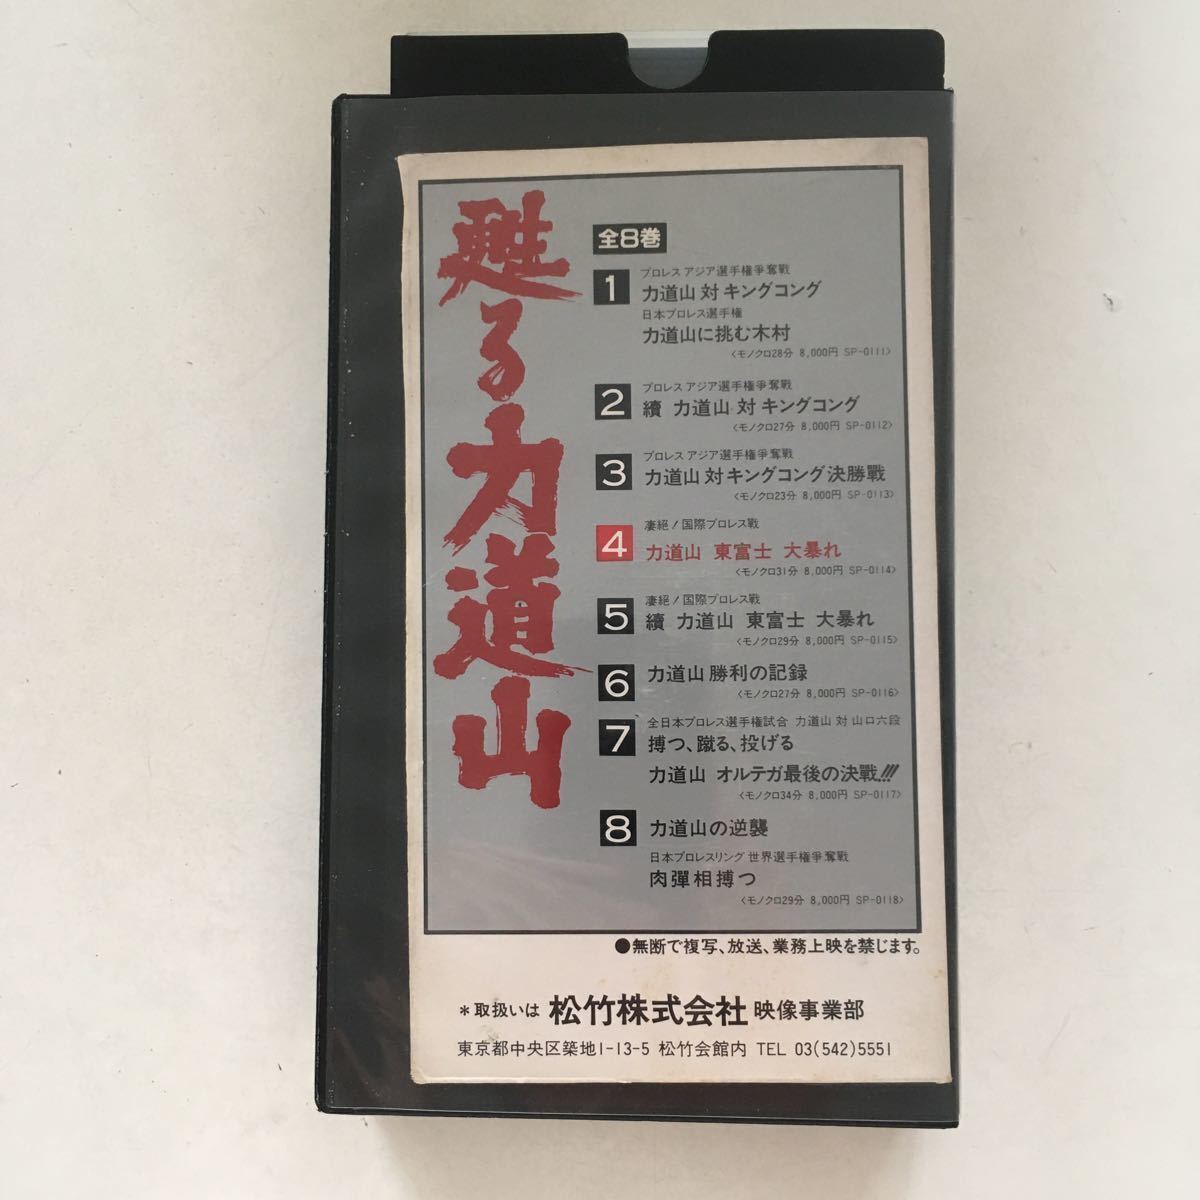 甦る力道山
全8巻
1
プロレス アジア選手権争奪戦
力道山 対 キングコング
日本プロレス選手権
力道山に挑む木村
〈モノクロ28分 8,000円 SP-0111〉
2
プロレス アジア選手権争奪戦
續 力道山 対 キングコング
〈モノクロ27分 8,000円 SP-0112〉
3
プロレス アジア選手権争奪戦
力道山 対 キングコング 決勝戰
〈モノクロ23分 8,000円 SP-0113〉
4
凄絶!国際プロレス戦
力道山 東富士 大暴れ
〈モノクロ31分 8,000円 SP-0114〉
5
凄絶!国際プロレス戦
續 力道山 東富士 大暴れ
〈モノクロ29分 8,000円 SP-0115〉
6
力道山 勝利の記録
〈モノクロ27分 8,000円 SP-0116〉
7
全日本プロレス選手権試合 力道山 対 山口六段
搏つ、蹴る、投げる
力道山 オルテガ最後の決戰!!!
〈モノクロ34分 8,000円 SP-0117〉
8
力道山の逆襲
日本プロレスリング 世界選手権争奪戦
肉彈相搏つ
〈モノクロ29分 8,000円 SP-0118〉
●無断で複写、放送、業務上映を禁じます。
*取扱いは 松竹株式会社 映像事業部
東京都中央区築地1-13-5 松竹会館内 TEL 03(542)5551